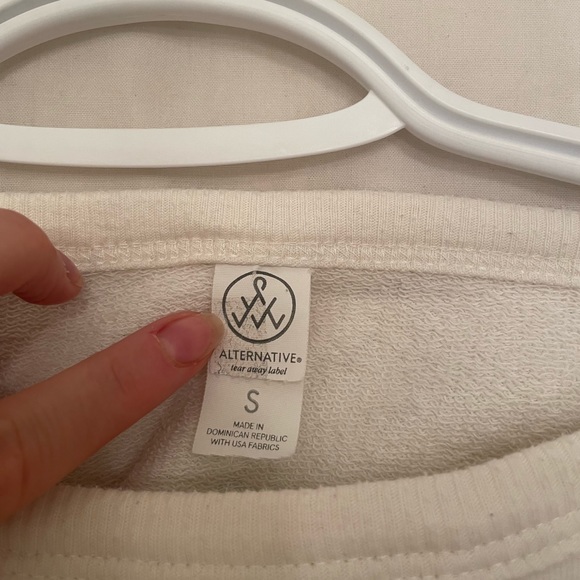 ALTERNATIVE®
tear away label
S
MADE IN
DOMINICAN REPUBLIC
WITH USA FABRICS